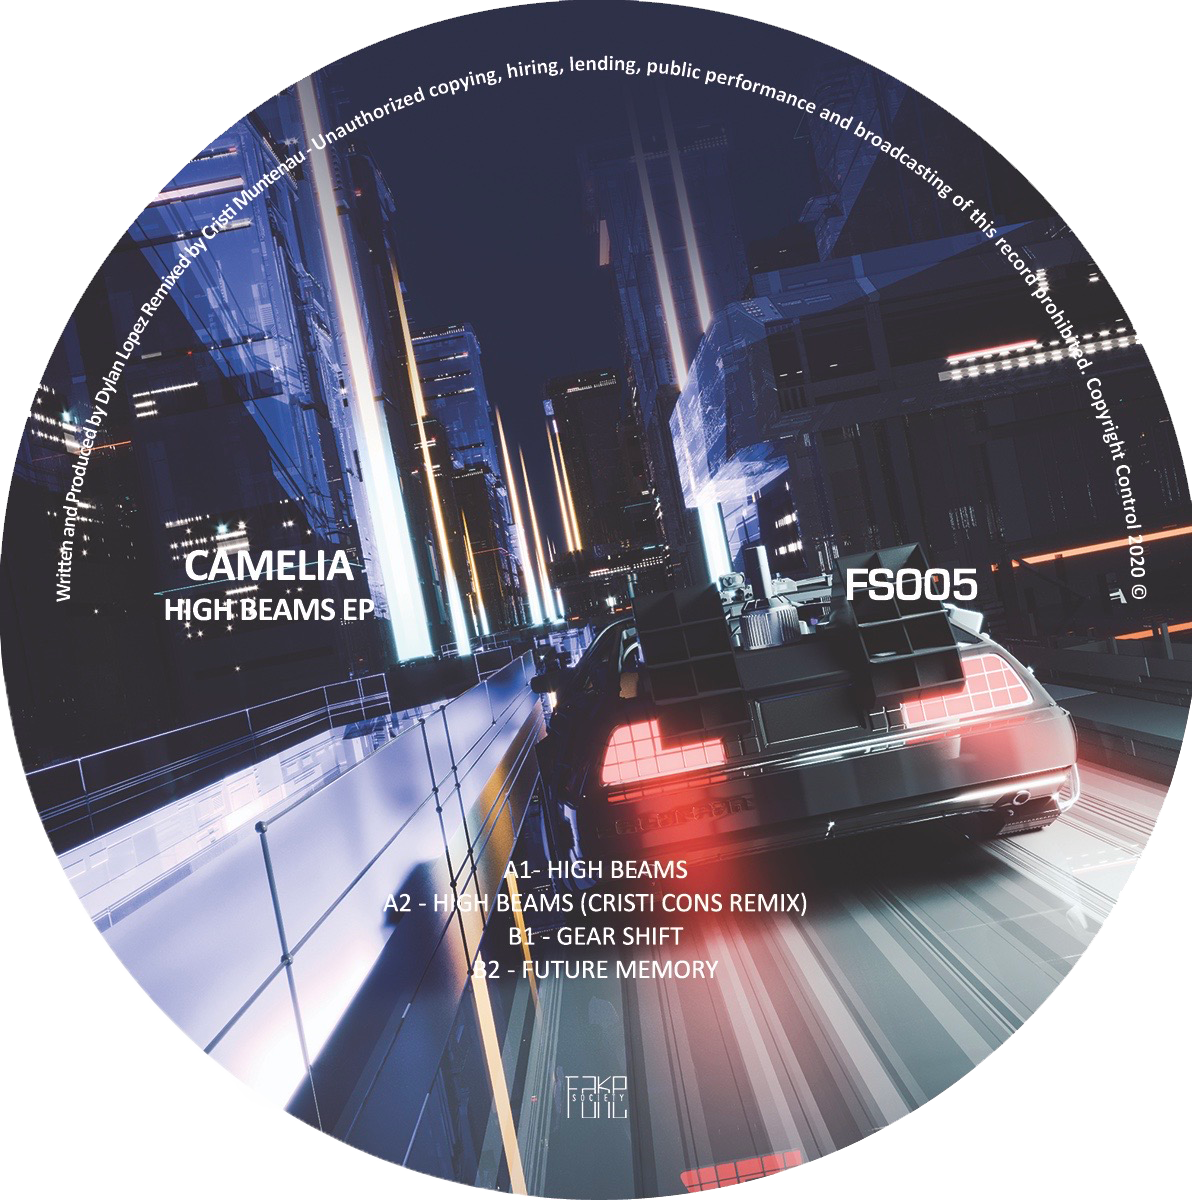 Written and Produced by Dylan Lopez Remixed by Cristi Muntenau - Unauthorized copying, hiring, lending, public performance and broadcasting of this record prohibited. Copyright Control 2020 ©
CAMELIA
HIGH BEAMS EP
FS005
A1- HIGH BEAMS
A2 - HIGH BEAMS (CRISTI CONS REMIX)
B1 - GEAR SHIFT
B2 - FUTURE MEMORY
SOCIETY